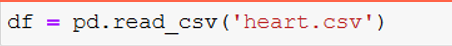 df = pd.read_csv('heart.csv')